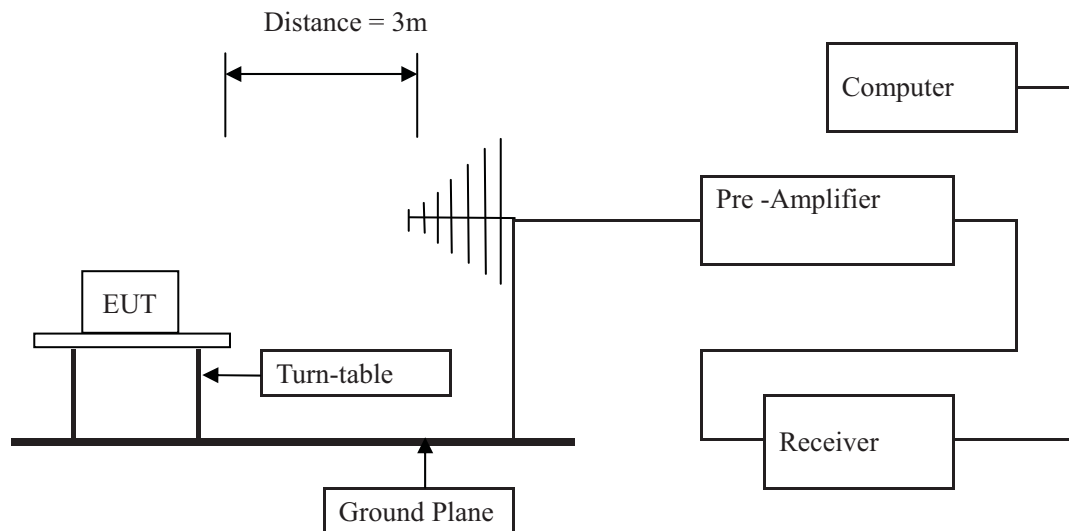 Distance = 3m
Computer
Pre -Amplifier
EUT
Turn-table
Receiver
Ground Plane